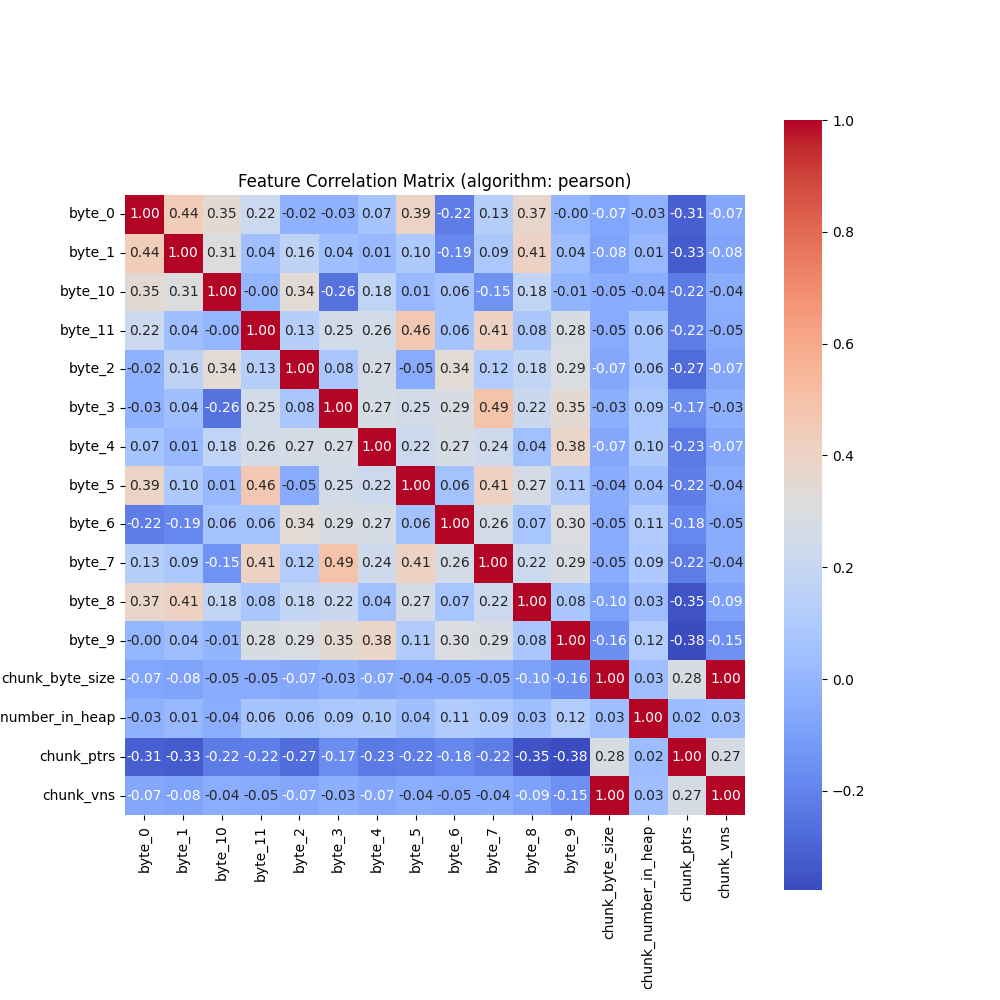 Feature Correlation Matrix (algorithm: pearson)
byte_0 1.00 0.44 0.35 0.22 -0.02 -0.03 0.07 0.39 -0.22 0.13 0.37 -0.00 -0.07 -0.03 -0.31 -0.07
byte_1 0.44 1.00 0.31 0.04 0.16 0.04 0.01 0.10 -0.19 0.09 0.41 0.04 -0.08 0.01 -0.33 -0.08
byte_10 0.35 0.31 1.00 -0.00 0.34 -0.26 0.18 0.01 0.06 -0.15 0.18 -0.01 -0.05 -0.04 -0.22 -0.04
byte_11 0.22 0.04 -0.00 1.00 0.13 0.25 0.26 0.46 0.06 0.41 0.08 0.28 -0.05 0.06 -0.22 -0.05
byte_2 -0.02 0.16 0.34 0.13 1.00 0.08 0.27 -0.05 0.34 0.12 0.18 0.29 -0.07 0.06 -0.27 -0.07
byte_3 -0.03 0.04 -0.26 0.25 0.08 1.00 0.27 0.25 0.29 0.49 0.22 0.35 -0.03 0.09 -0.17 -0.03
byte_4 0.07 0.01 0.18 0.26 0.27 0.27 1.00 0.22 0.27 0.24 0.04 0.38 -0.07 0.10 -0.23 -0.07
byte_5 0.39 0.10 0.01 0.46 -0.05 0.25 0.22 1.00 0.06 0.41 0.27 0.11 -0.04 0.04 -0.22 -0.04
byte_6 -0.22 -0.19 0.06 0.06 0.34 0.29 0.27 0.06 1.00 0.26 0.07 0.30 -0.05 0.11 -0.18 -0.05
byte_7 0.13 0.09 -0.15 0.41 0.12 0.49 0.24 0.41 0.26 1.00 0.22 0.29 -0.05 0.09 -0.22 -0.04
byte_8 0.37 0.41 0.18 0.08 0.18 0.22 0.04 0.27 0.07 0.22 1.00 0.08 -0.10 0.03 -0.35 -0.09
byte_9 -0.00 0.04 -0.01 0.28 0.29 0.35 0.38 0.11 0.30 0.29 0.08 1.00 -0.16 0.12 -0.38 -0.15
chunk_byte_size -0.07 -0.08 -0.05 -0.05 -0.07 -0.03 -0.07 -0.04 -0.05 -0.05 -0.10 -0.16 1.00 0.03 0.28 1.00
number_in_heap -0.03 0.01 -0.04 0.06 0.06 0.09 0.10 0.04 0.11 0.09 0.03 0.12 0.03 1.00 0.02 0.03
chunk_ptrs -0.31 -0.33 -0.22 -0.22 -0.27 -0.17 -0.23 -0.22 -0.18 -0.22 -0.35 -0.38 0.28 0.02 1.00 0.27
chunk_vns -0.07 -0.08 -0.04 -0.05 -0.07 -0.03 -0.07 -0.04 -0.05 -0.04 -0.09 -0.15 1.00 0.03 0.27 1.00
byte_0 byte_1 byte_10 byte_11 byte_2 byte_3 byte_4 byte_5 byte_6 byte_7 byte_8 byte_9 chunk_byte_size chunk_number_in_heap chunk_ptrs chunk_vns
1.0
0.8
0.6
0.4
0.2
0.0
−0.2